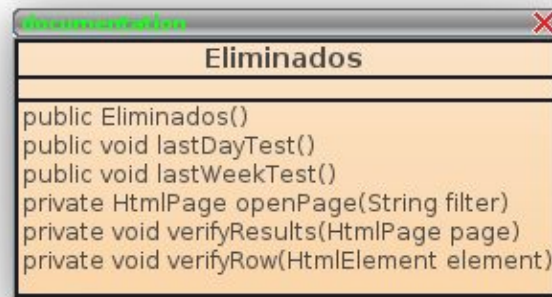 documentation
Eliminados
public Eliminados()
public void lastDayTest()
public void lastWeekTest()
private HtmlPage openPage(String filter)
private void verifyResults(HtmlPage page)
private void verifyRow(HtmlElement element)